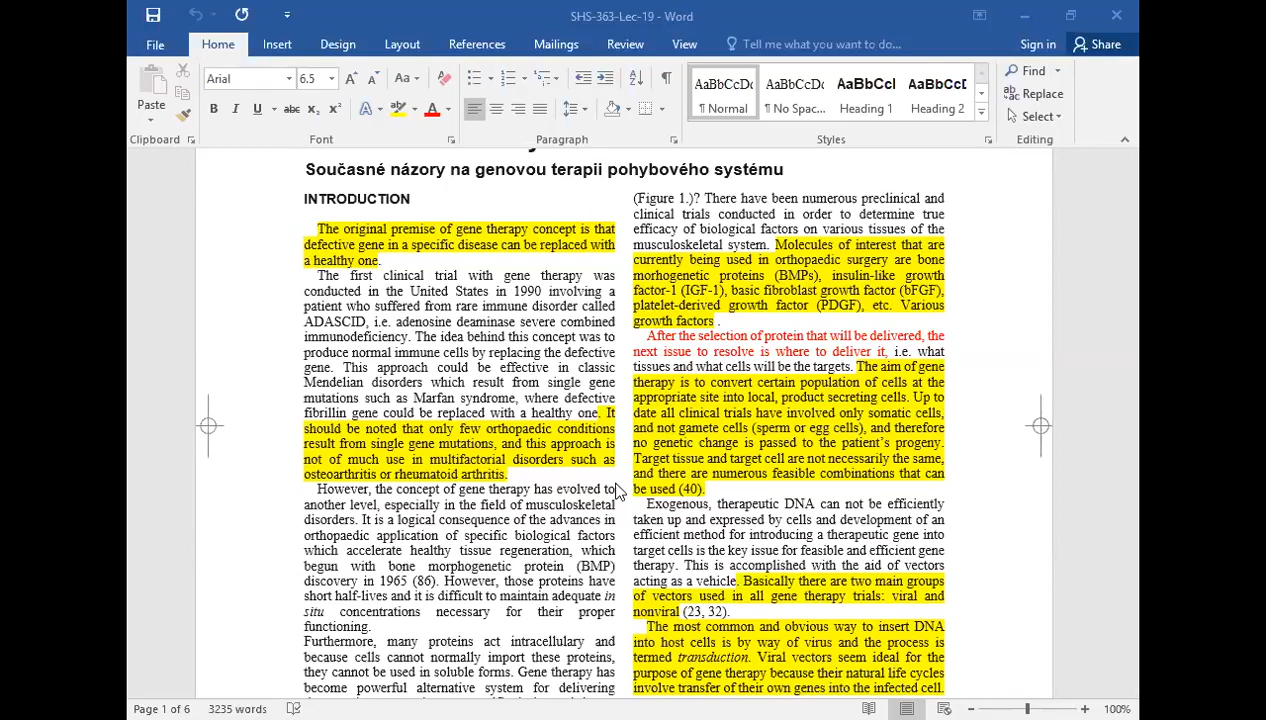 SHS-363-Lec-19 - Word
File Home Insert Design Layout References Mailings Review View Tell me what you want to do... Sign in Share
Paste
Clipboard
Arial 6.5
Font
Paragraph
AaBbCcDc AaBbCcDc AaBbCcI AaBbCcE
¶ Normal ¶ No Spac... Heading 1 Heading 2
Styles
Find
Replace
Select
Editing
Současné názory na genovou terapii pohybového systému
INTRODUCTION
The original premise of gene therapy concept is that
defective gene in a specific disease can be replaced with
a healthy one.
The first clinical trial with gene therapy was
conducted in the United States in 1990 involving a
patient who suffered from rare immune disorder called
ADASCID, i.e. adenosine deaminase severe combined
immunodeficiency. The idea behind this concept was to
produce normal immune cells by replacing the defective
gene. This approach could be effective in classic
Mendelian disorders which result from single gene
mutations such as Marfan syndrome, where defective
fibrillin gene could be replaced with a healthy one. It
should be noted that only few orthopaedic conditions
result from single gene mutations, and this approach is
not of much use in multifactorial disorders such as
osteoarthritis or rheumatoid arthritis.
However, the concept of gene therapy has evolved to
another level, especially in the field of musculoskeletal
disorders. It is a logical consequence of the advances in
orthopaedic application of specific biological factors
which accelerate healthy tissue regeneration, which
begun with bone morphogenetic protein (BMP)
discovery in 1965 (86). However, those proteins have
short half-lives and it is difficult to maintain adequate in
situ concentrations necessary for their proper
functioning.
Furthermore, many proteins act intracellulary and
because cells cannot normally import these proteins,
they cannot be used in soluble forms. Gene therapy has
become powerful alternative system for delivering
(Figure 1.)? There have been numerous preclinical and
clinical trials conducted in order to determine true
efficacy of biological factors on various tissues of the
musculoskeletal system. Molecules of interest that are
currently being used in orthopaedic surgery are bone
morhogenetic proteins (BMPs), insulin-like growth
factor-1 (IGF-1), basic fibroblast growth factor (bFGF),
platelet-derived growth factor (PDGF), etc. Various
growth factors .
After the selection of protein that will be delivered, the
next issue to resolve is where to deliver it, i.e. what
tissues and what cells will be the targets. The aim of gene
therapy is to convert certain population of cells at the
appropriate site into local, product secreting cells. Up to
date all clinical trials have involved only somatic cells,
and not gamete cells (sperm or egg cells), and therefore
no genetic change is passed to the patient's progeny.
Target tissue and target cell are not necessarily the same,
and there are numerous feasible combinations that can
be used (40).
Exogenous, therapeutic DNA can not be efficiently
taken up and expressed by cells and development of an
efficient method for introducing a therapeutic gene into
target cells is the key issue for feasible and efficient gene
therapy. This is accomplished with the aid of vectors
acting as a vehicle. Basically there are two main groups
of vectors used in all gene therapy trials: viral and
nonviral (23, 32).
The most common and obvious way to insert DNA
into host cells is by way of virus and the process is
termed transduction. Viral vectors seem ideal for the
purpose of gene therapy because their natural life cycles
involve transfer of their own genes into the infected cell.
Page 1 of 6 3235 words 100%